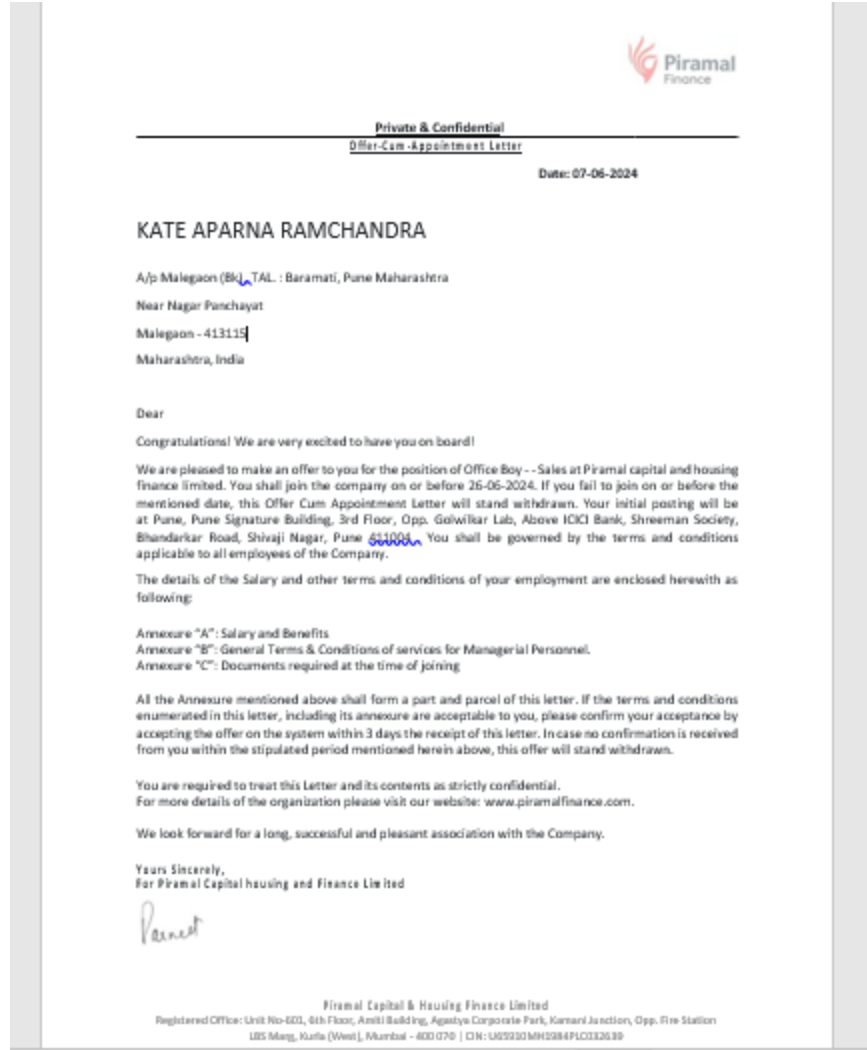 Piramal
Finance
Private & Confidential
Offer-Cum-Appointment Letter
Date: 07-06-2024
KATE APARNA RAMCHANDRA
A/p Malegaon (Bk), TAL. : Baramati, Pune Maharashtra
Near Nagar Panchayat
Malegaon - 413115
Maharashtra, India
Dear
Congratulations! We are very excited to have you on board!
We are pleased to make an offer to you for the position of Office Boy - - Sales at Piramal capital and housing
finance limited. You shall join the company on or before 26-06-2024. If you fail to join on or before the
mentioned date, this Offer Cum Appointment Letter will stand withdrawn. Your initial posting will be
at Pune, Pune Signature Building, 3rd Floor, Opp. Golwilkar Lab, Above ICICI Bank, Shreeman Society,
Bhandarkar Road, Shivaji Nagar, Pune 411004. You shall be governed by the terms and conditions
applicable to all employees of the Company.
The details of the Salary and other terms and conditions of your employment are enclosed herewith as
following:
Annexure "A": Salary and Benefits
Annexure "B": General Terms & Conditions of services for Managerial Personnel.
Annexure "C": Documents required at the time of joining
All the Annexure mentioned above shall form a part and parcel of this letter. If the terms and conditions
enumerated in this letter, including its annexure are acceptable to you, please confirm your acceptance by
accepting the offer on the system within 3 days the receipt of this letter. In case no confirmation is received
from you within the stipulated period mentioned herein above, this offer will stand withdrawn.
You are required to treat this Letter and its contents as strictly confidential.
For more details of the organization please visit our website: www.piramalfinance.com.
We look forward for a long, successful and pleasant association with the Company.
Yours Sincerely,
For Piramal Capital housing and Finance Limited
Piramal Capital & Housing Finance Limited
Registered Office: Unit No-601, 6th Floor, Amiti Building, Agastya Corporate Park, Kamani Junction, Opp. Fire Station
LBS Marg, Kurla (West), Mumbai - 400 070 | CIN: